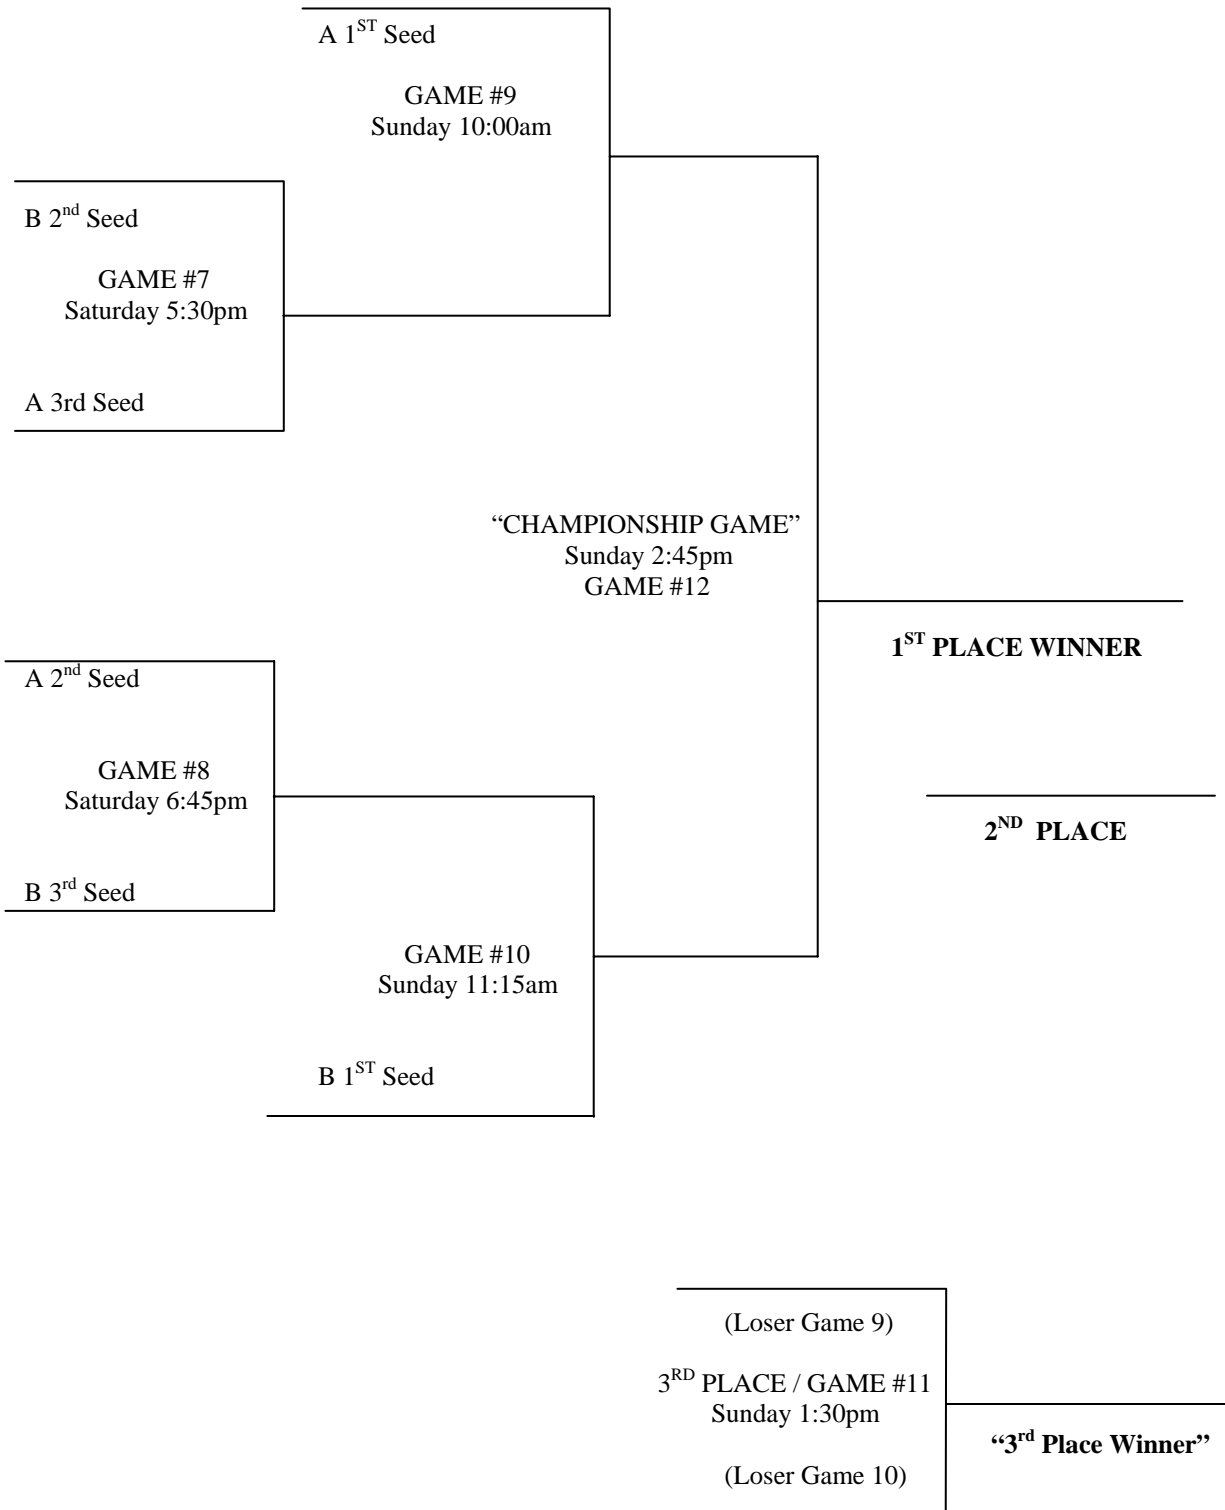 A 1ST Seed
GAME #9
Sunday 10:00am
B 2nd Seed
GAME #7
Saturday 5:30pm
A 3rd Seed
“CHAMPIONSHIP GAME”
Sunday 2:45pm
GAME #12
1ST PLACE WINNER
A 2nd Seed
GAME #8
Saturday 6:45pm
2ND PLACE
B 3rd Seed
GAME #10
Sunday 11:15am
B 1ST Seed
(Loser Game 9)
3RD PLACE / GAME #11
Sunday 1:30pm
“3rd Place Winner”
(Loser Game 10)